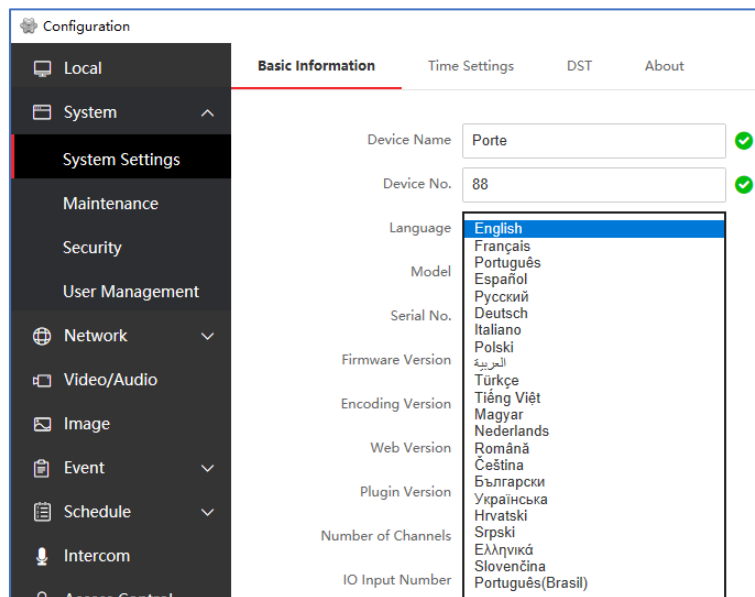 Configuration
Local
System
System Settings
Maintenance
Security
User Management
Network
Video/Audio
Image
Event
Schedule
Intercom
Access Control
Basic Information Time Settings DST About
Device Name Porte
Device No. 88
Language
Model
Serial No.
Firmware Version
Encoding Version
Web Version
Plugin Version
Number of Channels
IO Input Number
English
Français
Português
Español
Русский
Deutsch
Italiano
Polski
العربية
Türkçe
Tiếng Việt
Magyar
Nederlands
Română
Čeština
Български
Українська
Hrvatski
Srpski
Ελληνικά
Slovenčina
Português(Brasil)